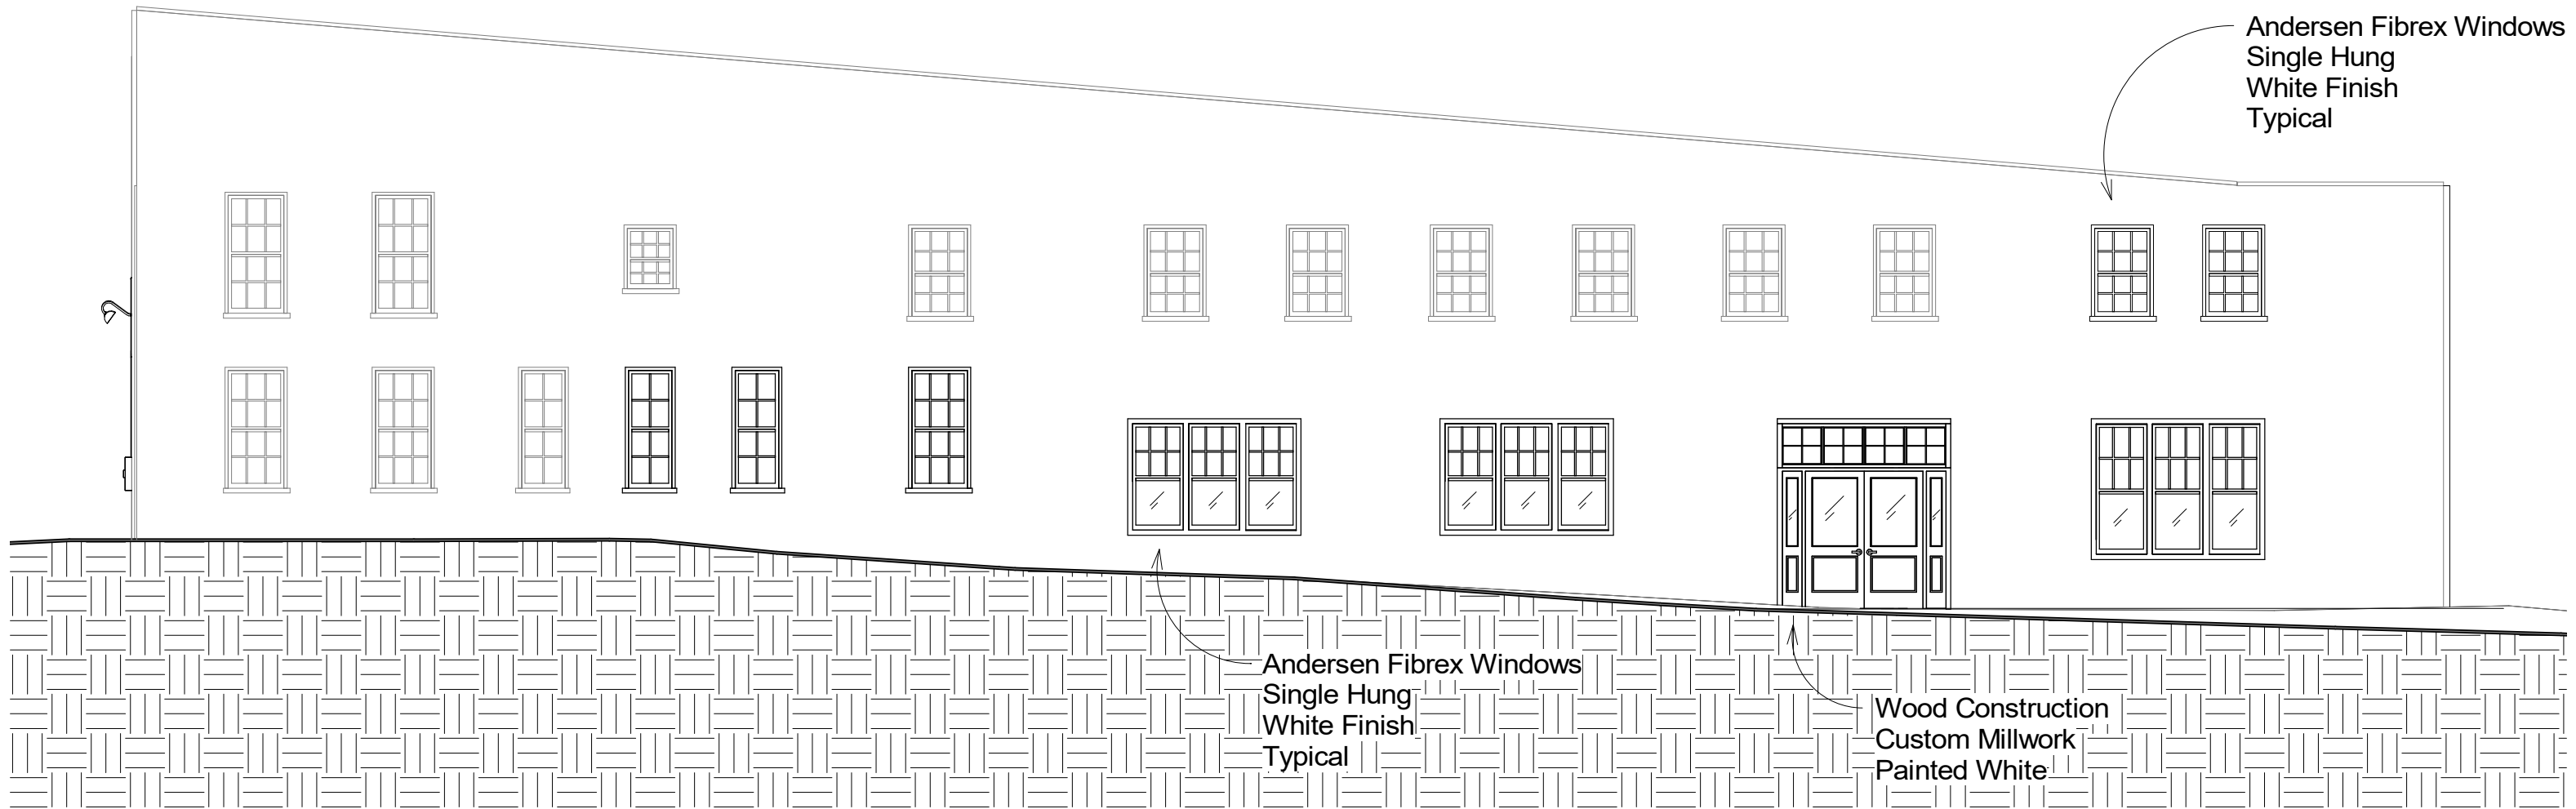 Andersen Fibrex Windows
Single Hung
White Finish
Typical
Andersen Fibrex Windows
Single Hung
White Finish
Typical
Wood Construction
Custom Millwork
Painted White